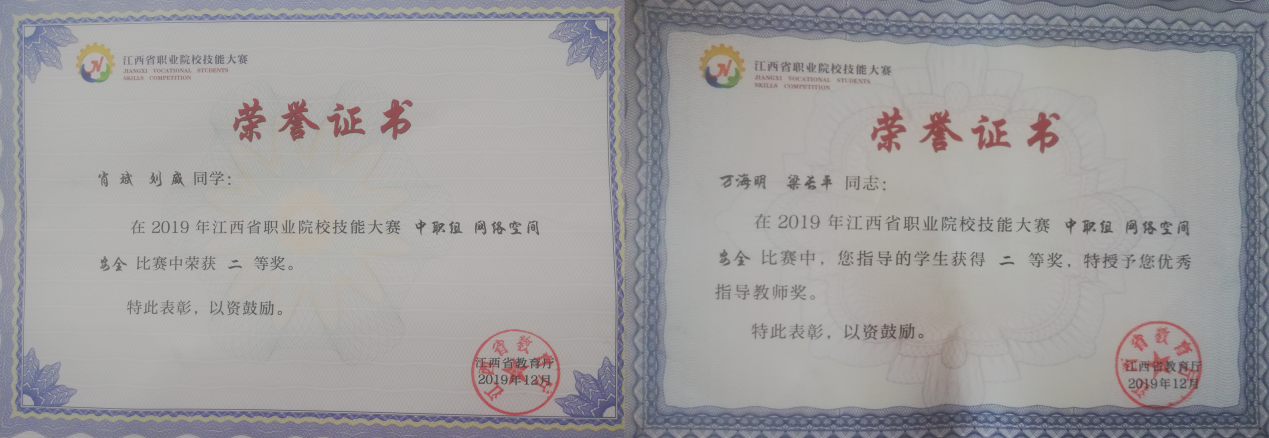 江西省职业院校技能大赛
JIANGXI VOCATIONAL STUDENTS
SKILLS COMPETITION
荣誉证书
肖斌 刘威 同学：
在2019年江西省职业院校技能大赛 中职组 网络空间
安全 比赛中荣获 二 等奖。
特此表彰，以资鼓励。
江西省教育厅
2019年12月
江西省职业院校技能大赛
JIANGXI VOCATIONAL STUDENTS
SKILLS COMPETITION
荣誉证书
万海明 梁长平 同志：
在2019年江西省职业院校技能大赛 中职组 网络空间
安全 比赛中，您指导的学生获得 二 等奖，特授予您优秀
指导教师奖。
特此表彰，以资鼓励。
江西省教育厅
2019年12月